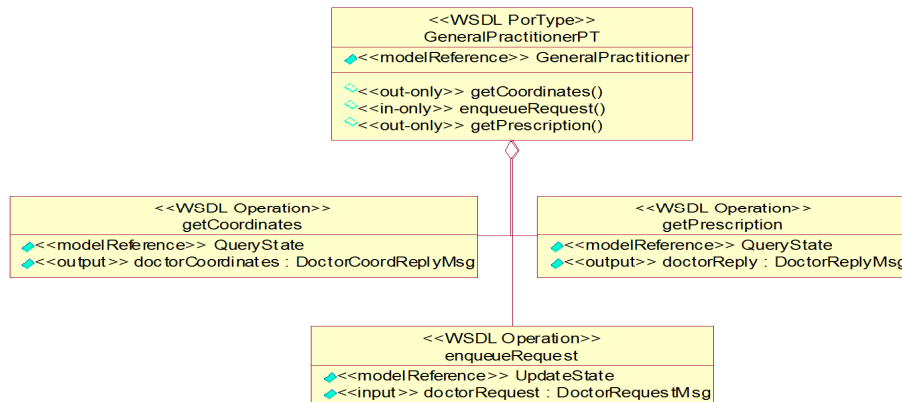 <<WSDL PorType>>
GeneralPractitionerPT
<<modelReference>> GeneralPractitioner
<<out-only>> getCoordinates()
<<in-only>> enqueueRequest()
<<out-only>> getPrescription()
<<WSDL Operation>>
getCoordinates
<<modelReference>> QueryState
<<output>> doctorCoordinates : DoctorCoordReplyMsg
<<WSDL Operation>>
getPrescription
<<modelReference>> QueryState
<<output>> doctorReply : DoctorReplyMsg
<<WSDL Operation>>
enqueueRequest
<<modelReference>> UpdateState
<<input>> doctorRequest : DoctorRequestMsg